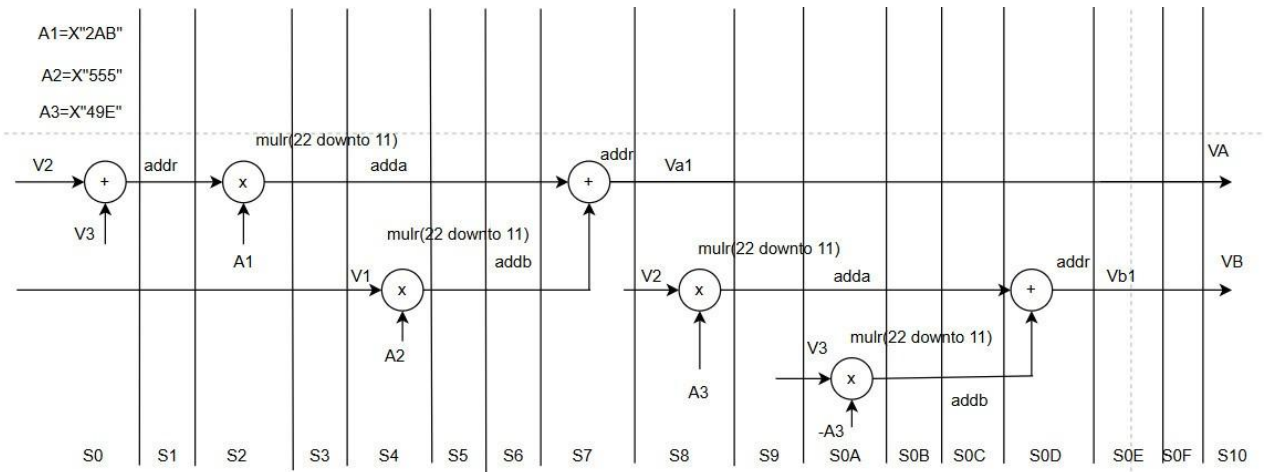 A1=X"2AB"
A2=X"555"
A3=X"49E"
mulr(22 downto 11)
V2
+
addr
x
adda
+
addr
Va1
VA
V3
A1
mulr(22 downto 11)
addb
mulr(22 downto 11)
V1
x
A2
V2
x
adda
+
addr
Vb1
VB
A3
mulr(22 downto 11)
V3
x
addb
-A3
S0
S1
S2
S3
S4
S5
S6
S7
S8
S9
S0A
S0B
S0C
S0D
S0E
S0F
S10